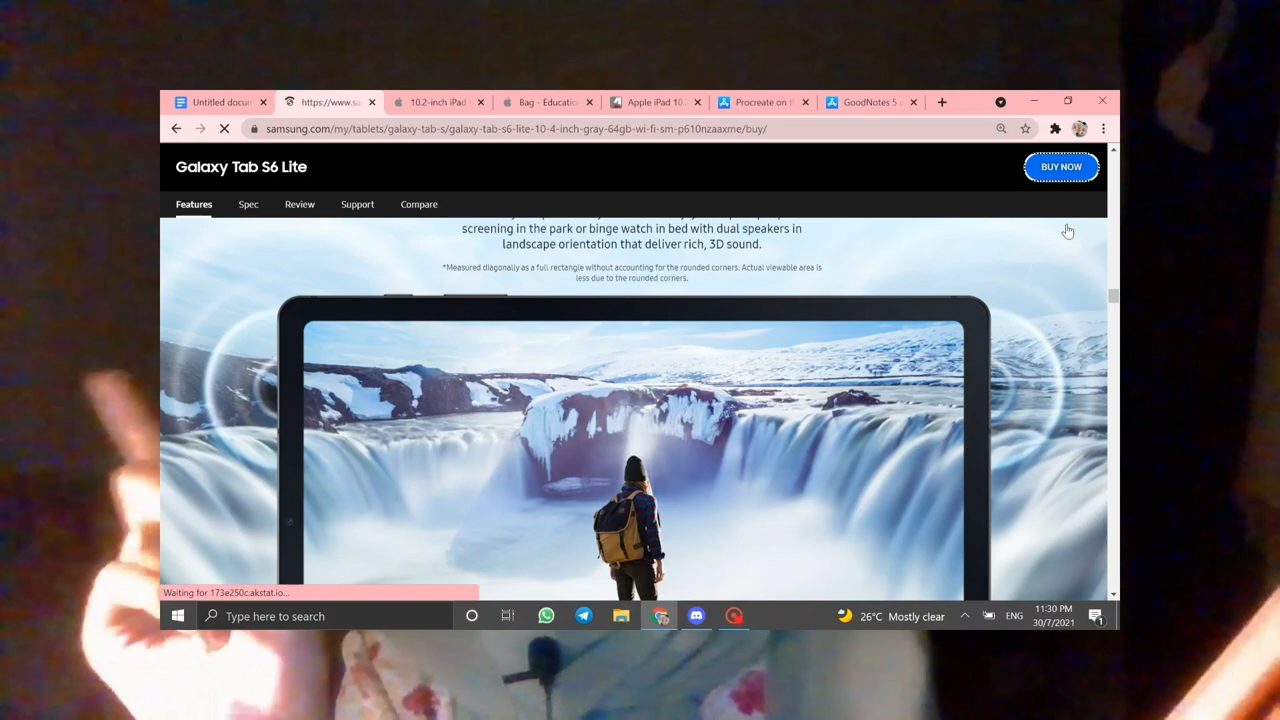 Untitled docun
https://www.sa
10.2-inch iPad
Bag - Education
Apple iPad 10.
Procreate on th
GoodNotes 5 o
samsung.com/my/tablets/galaxy-tab-s/galaxy-tab-s6-lite-10-4-inch-gray-64gb-wi-fi-sm-p610nzaaxme/buy/
Galaxy Tab S6 Lite
BUY NOW
Features Spec Review Support Compare
screening in the park or binge watch in bed with dual speakers in
landscape orientation that deliver rich, 3D sound.
*Measured diagonally as a full rectangle without accounting for the rounded corners. Actual viewable area is
less due to the rounded corners.
Waiting for 173e250c.akstat.io...
Type here to search
26°C Mostly clear
ENG
11:30 PM
30/7/2021
1